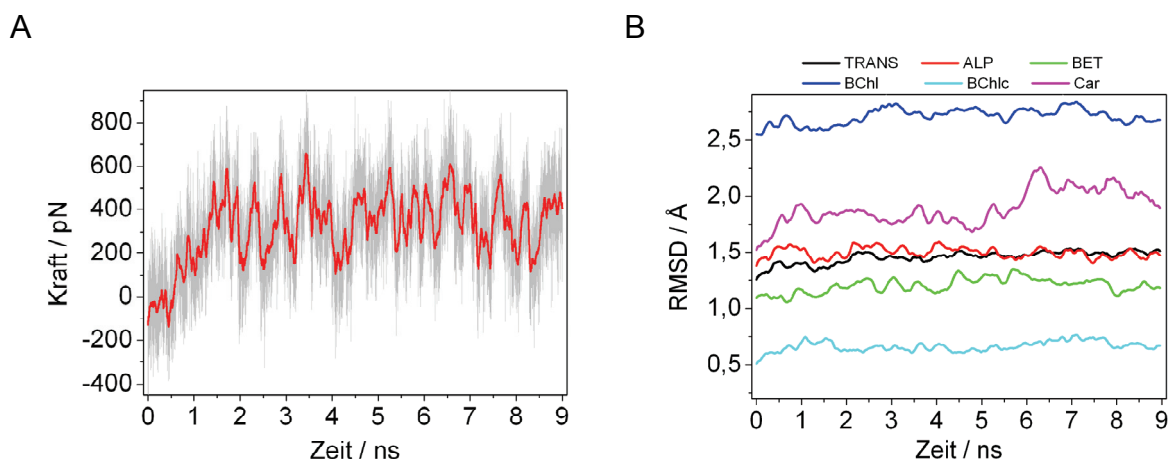 A
B
Kraft / pN
800
600
400
200
0
-200
-400
0 1 2 3 4 5 6 7 8 9
Zeit / ns
TRANS ALP BET
BChl BChlc Car
RMSD / Å
2,5
2,0
1,5
1,0
0,5
0 1 2 3 4 5 6 7 8 9
Zeit / ns